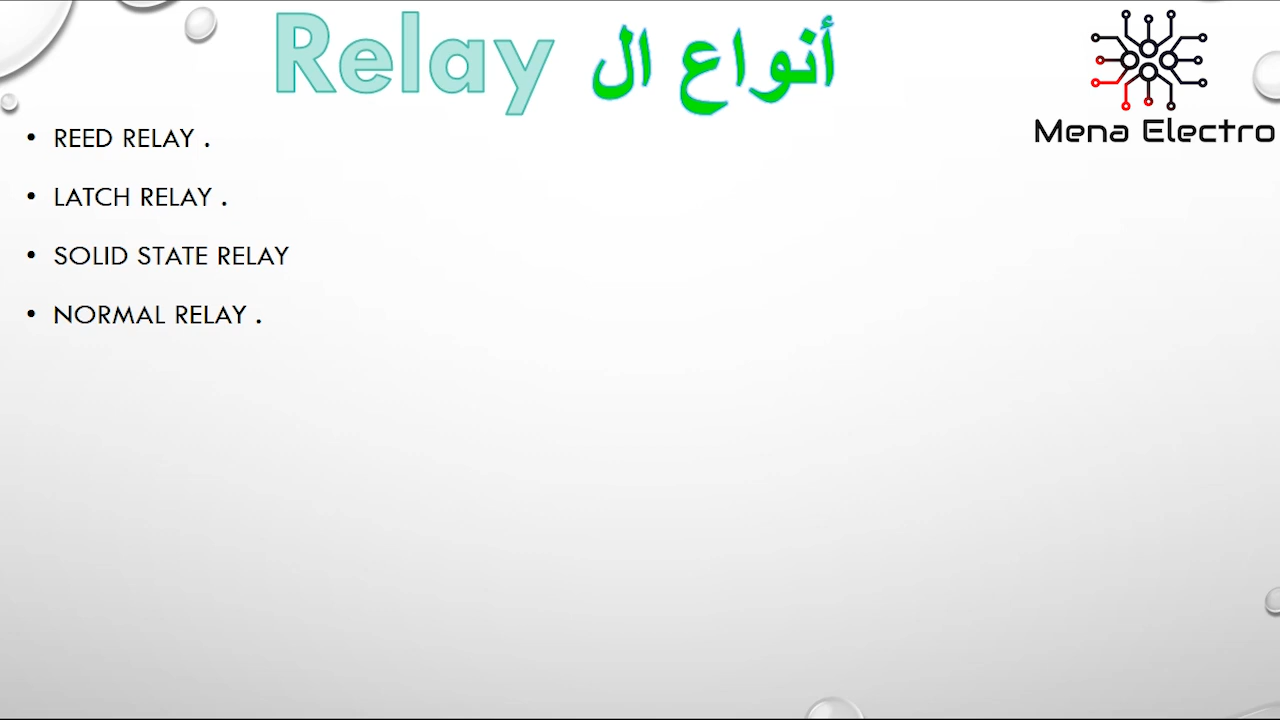 أنواع ال Relay
Mena Electro
• REED RELAY .
• LATCH RELAY .
• SOLID STATE RELAY
• NORMAL RELAY .